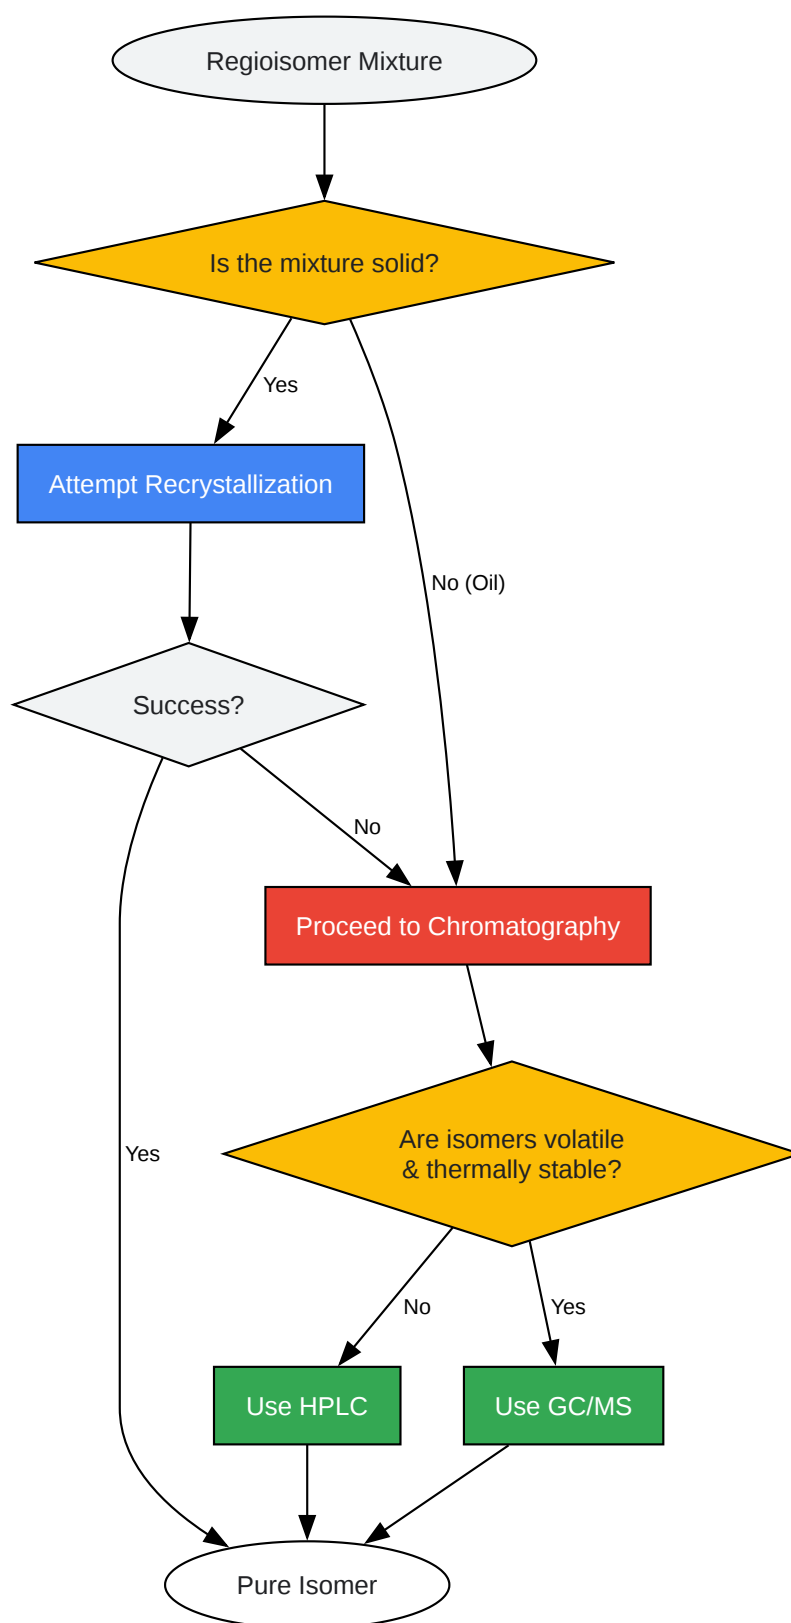 Regioisomer Mixture
Is the mixture solid?
Yes
Attempt Recrystallization
No (Oil)
Success?
No
Proceed to Chromatography
Yes
Are isomers volatile
& thermally stable?
No
Yes
Use HPLC
Use GC/MS
Pure Isomer